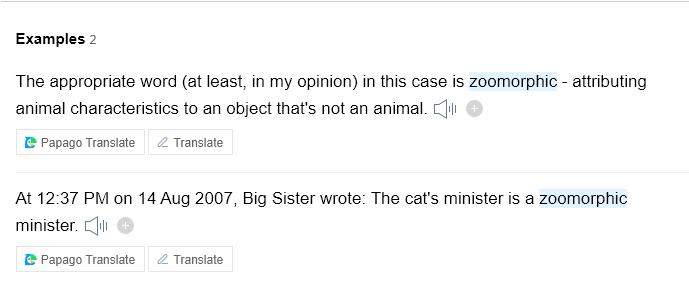 Examples 2
The appropriate word (at least, in my opinion) in this case is zoomorphic - attributing
animal characteristics to an object that's not an animal.
Papago Translate Translate
At 12:37 PM on 14 Aug 2007, Big Sister wrote: The cat's minister is a zoomorphic
minister.
Papago Translate Translate